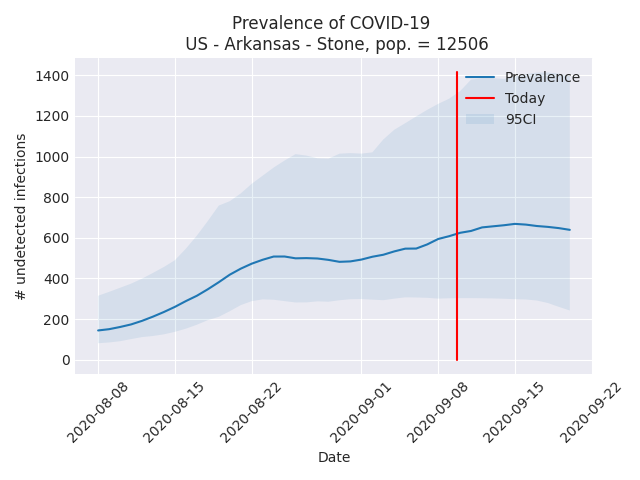 Prevalence of COVID-19
US - Arkansas - Stone, pop. = 12506
1400
1200
1000
800
600
400
200
0
# undetected infections
Prevalence
Today
95CI
2020-08-08
2020-08-15
2020-08-22
2020-09-01
2020-09-08
2020-09-15
2020-09-22
Date